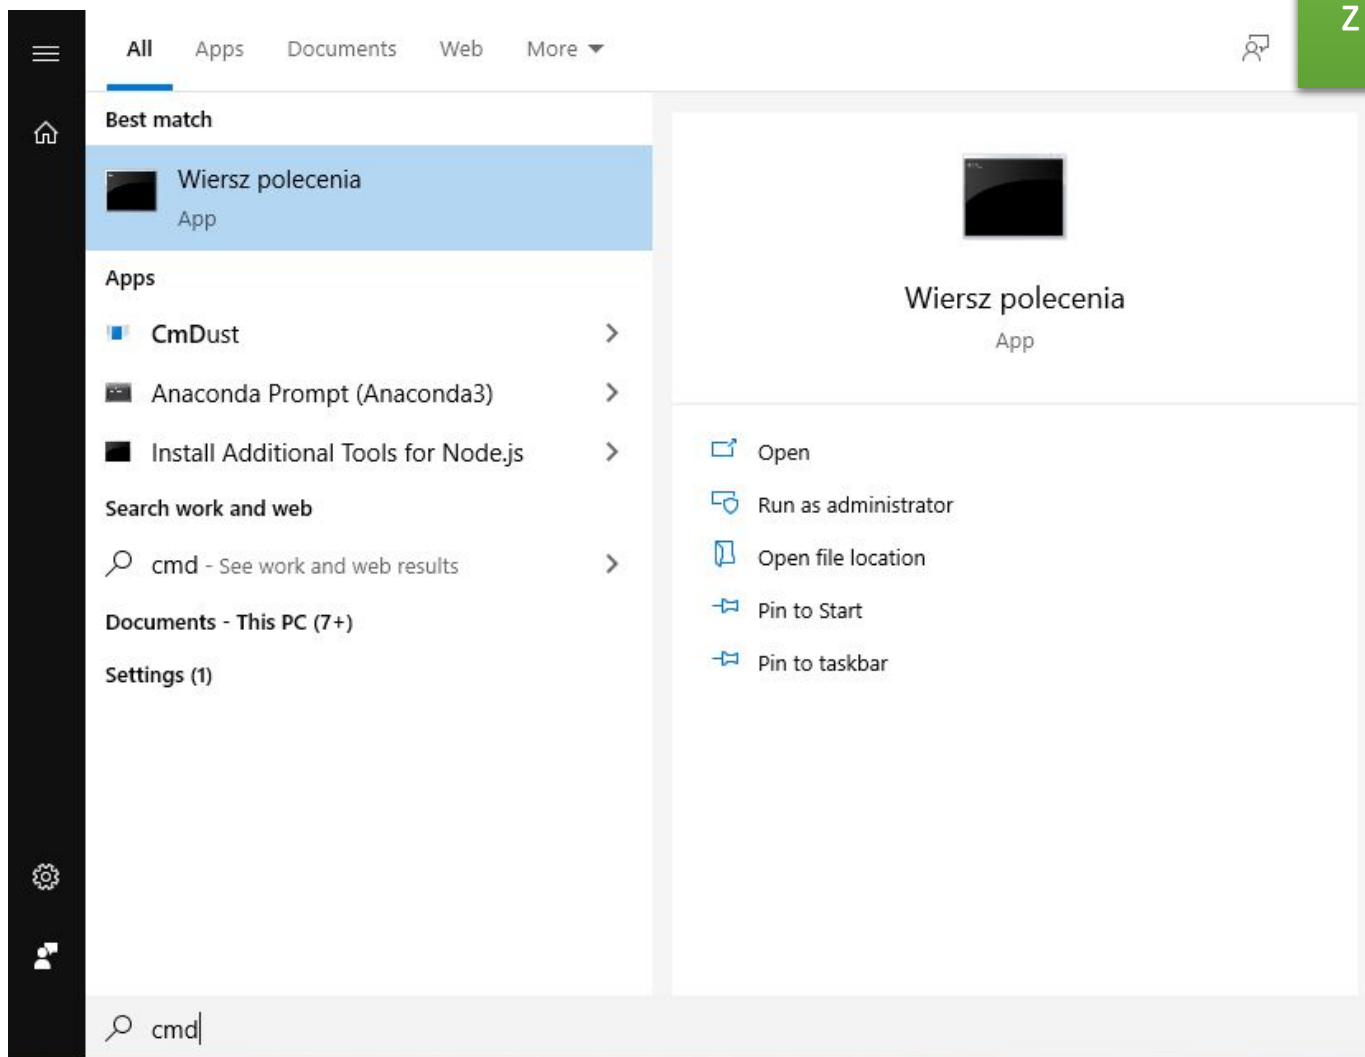 All Apps Documents Web More
Z
Best match
Wiersz polecenia
App
Apps
CmDust
Anaconda Prompt (Anaconda3)
Install Additional Tools for Node.js
Search work and web
cmd - See work and web results
Documents - This PC (7+)
Settings (1)
cmd
Wiersz polecenia
App
Open
Run as administrator
Open file location
Pin to Start
Pin to taskbar